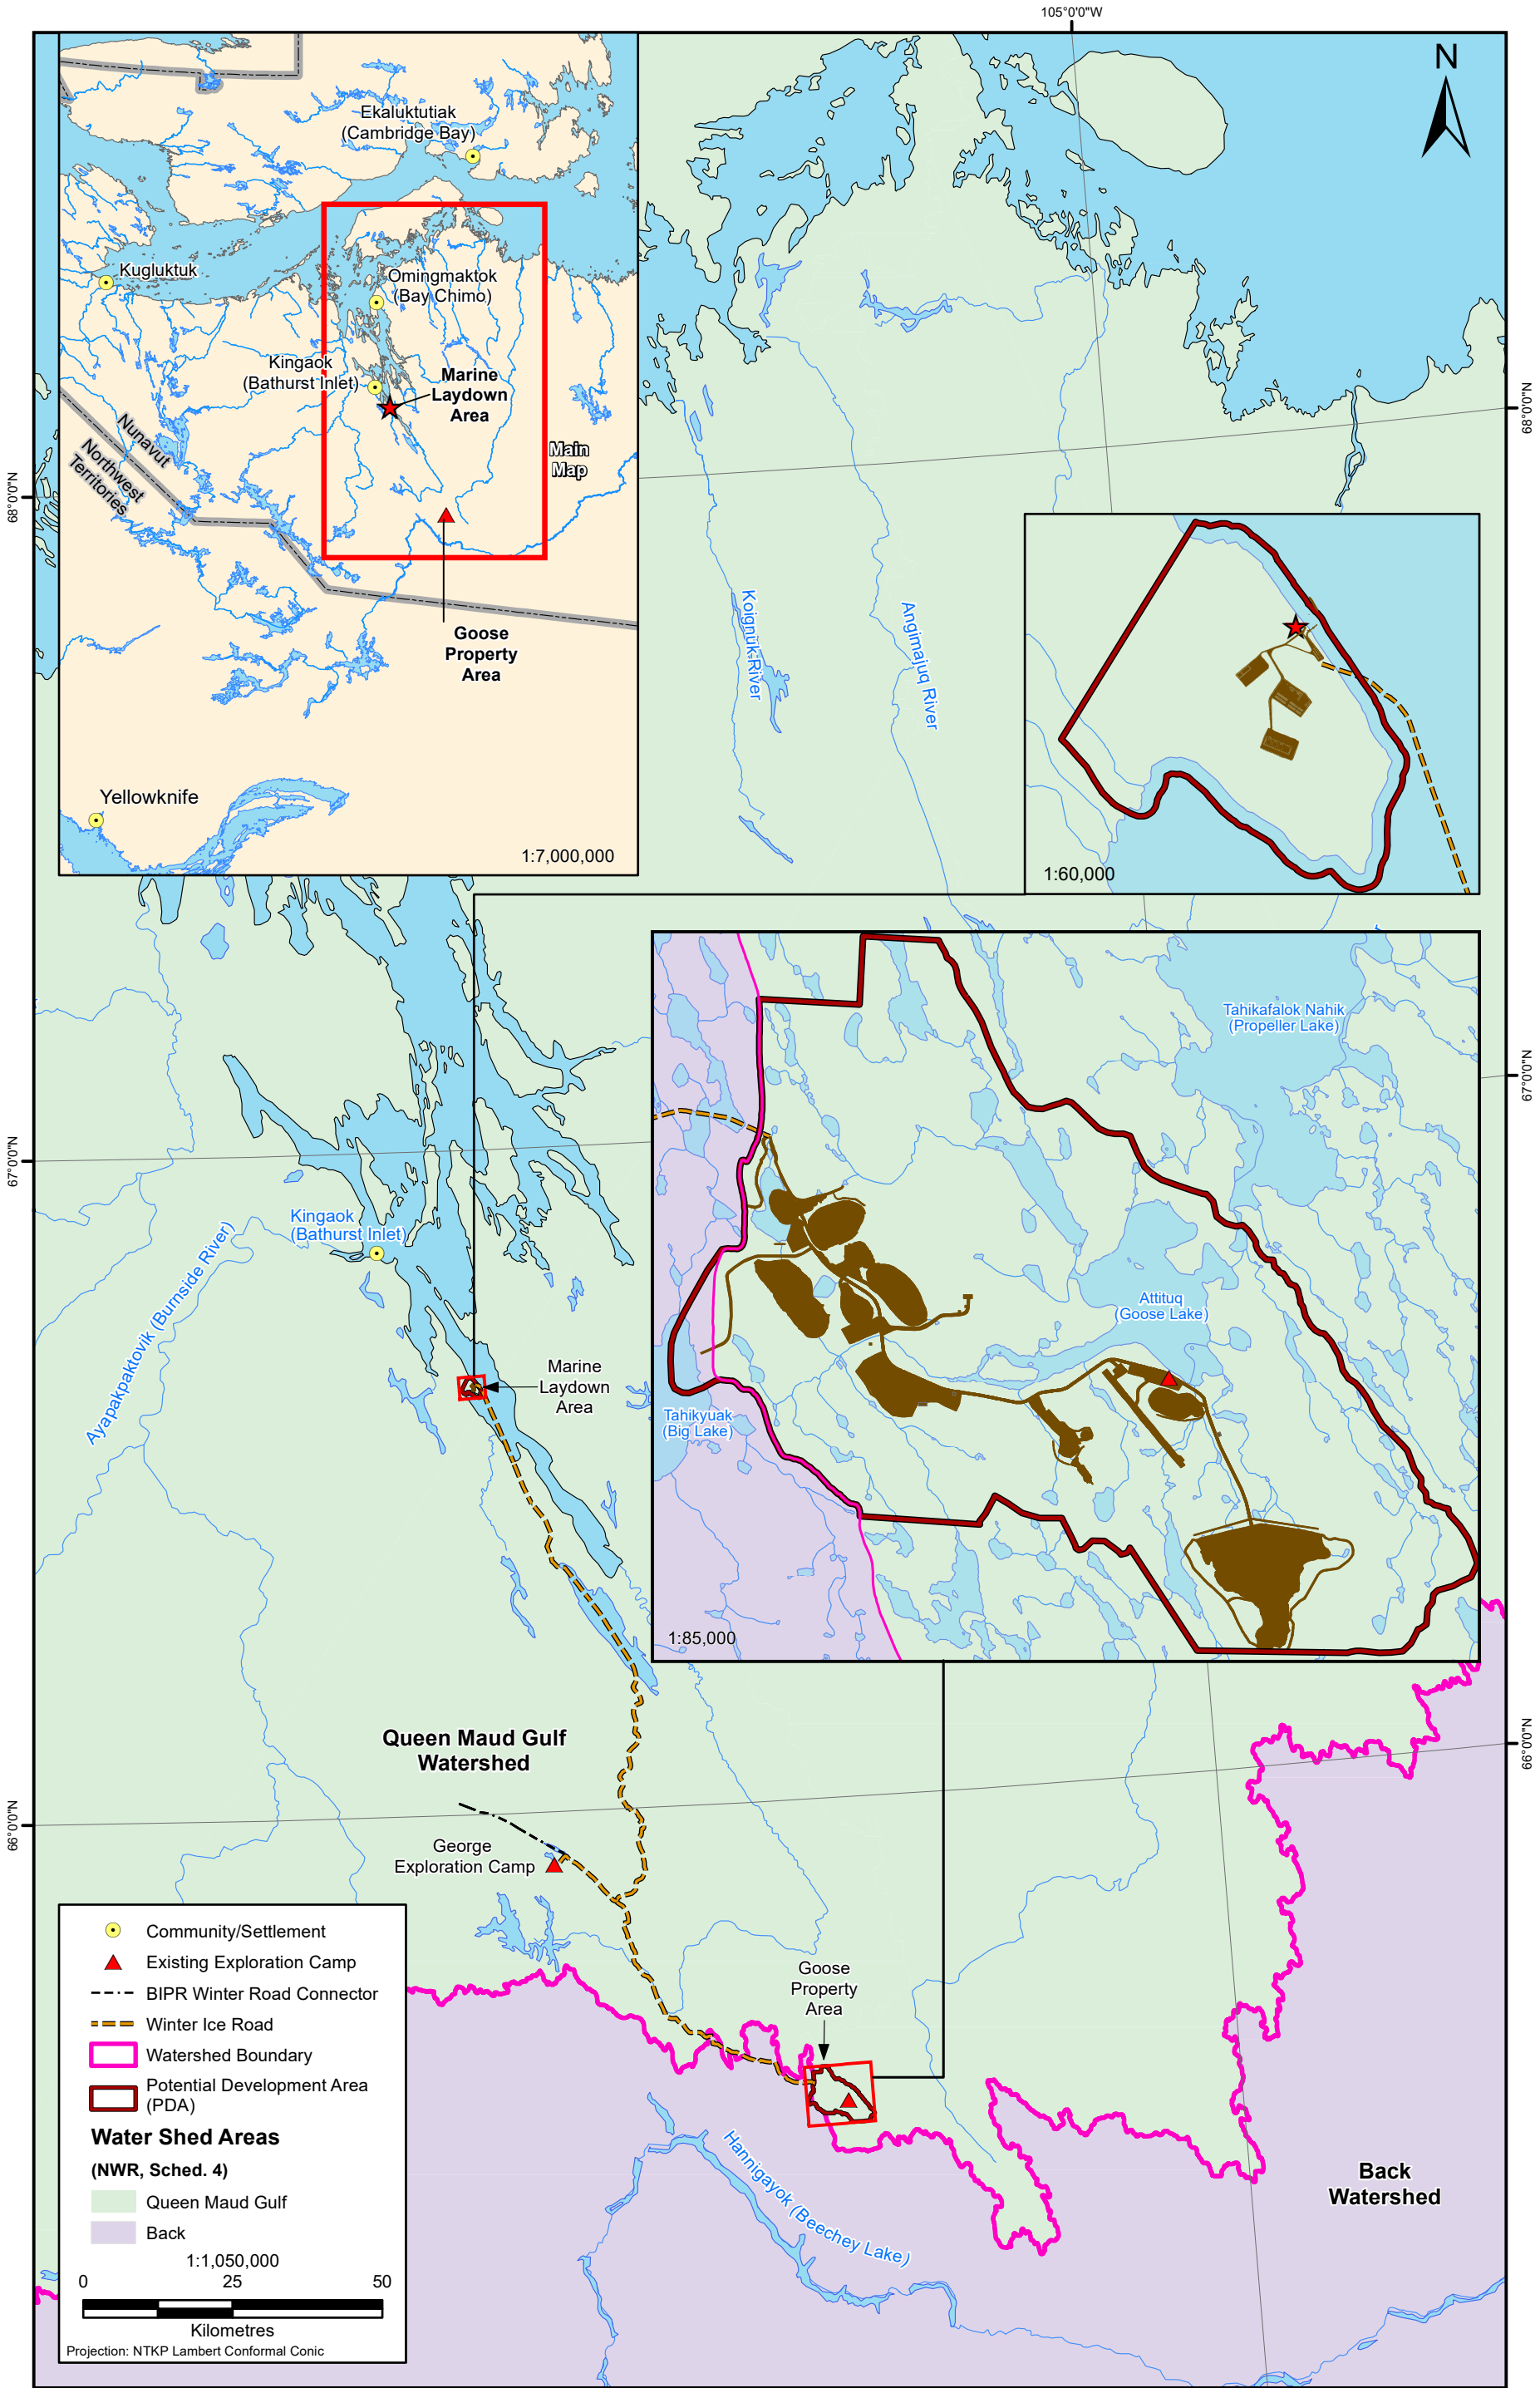 105°0'0"W
N
Ekaluktutiak
(Cambridge Bay)
Kugluktuk
Omingmaktok
(Bay Chimo)
Kingaok
(Bathurst Inlet)
Marine
Laydown
Area
Main
Map
Nunavut
Northwest
Territories
Goose
Property
Area
Yellowknife
1:7,000,000
68°0'0"N
68°0'0"N
Koignuk River
Angimajuq River
1:60,000
Tahikafalok Nahik
(Propeller Lake)
67°0'0"N
67°0'0"N
Kingaok
(Bathurst Inlet)
Ayapakpaktovik (Burnside River)
Attituq
(Goose Lake)
Marine
Laydown
Area
Tahikyuak
(Big Lake)
1:85,000
Queen Maud Gulf
Watershed
66°0'0"N
66°0'0"N
George
Exploration Camp
Goose
Property
Area
Hannigayok (Beechey Lake)
Back
Watershed
Community/Settlement
Existing Exploration Camp
BIPR Winter Road Connector
Winter Ice Road
Watershed Boundary
Potential Development Area
(PDA)
Water Shed Areas
(NWR, Sched. 4)
Queen Maud Gulf
Back
1:1,050,000
0 25 50
Kilometres
Projection: NTKP Lambert Conformal Conic